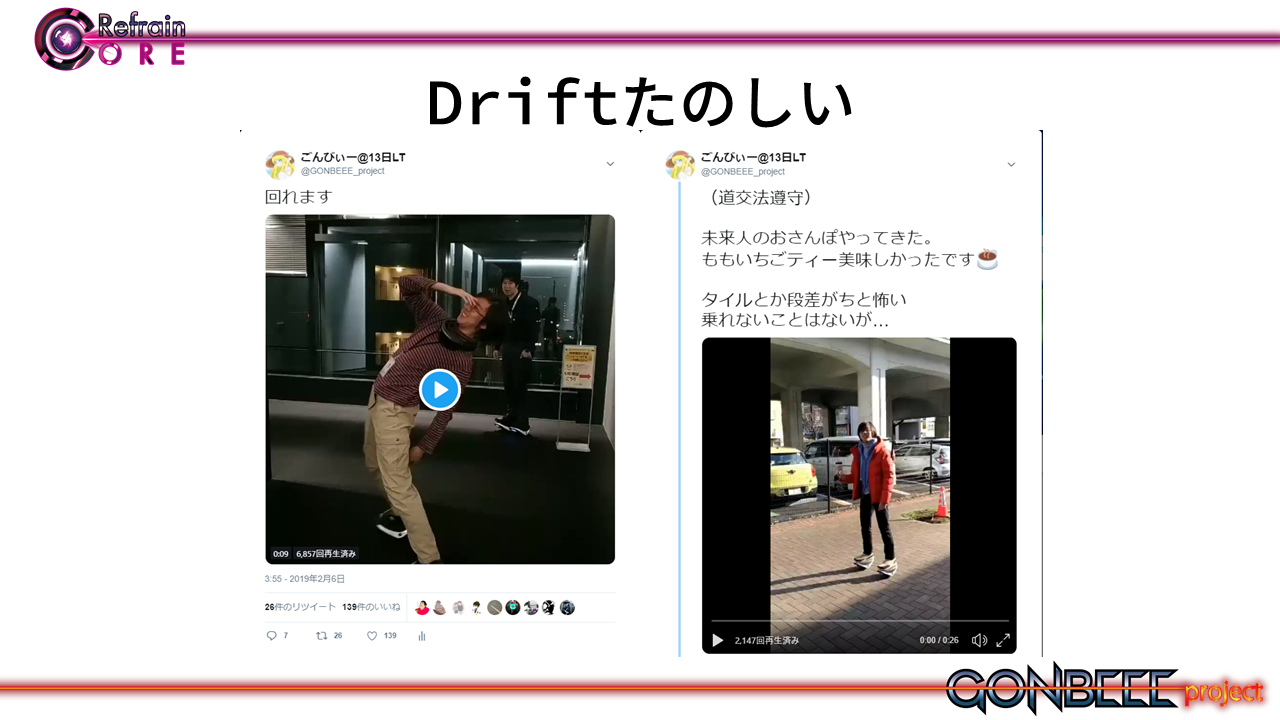 Refrain
CORE
Driftたのしい
ごんびぃー@13日LT
@GONBEEE_project
回れます
0:09 6,857回再生済み
3:55 - 2019年2月6日
26件のリツイート 139件のいいね
7 26 139
ごんびぃー@13日LT
@GONBEEE_project
（道交法遵守）
未来人のおさんぽやってきた。
ももいちごティー美味しかったです☕
タイルとか段差がちと怖い
乗れないことはないが…
2,147回再生済み 0:00 / 0:26
GONBEEE project